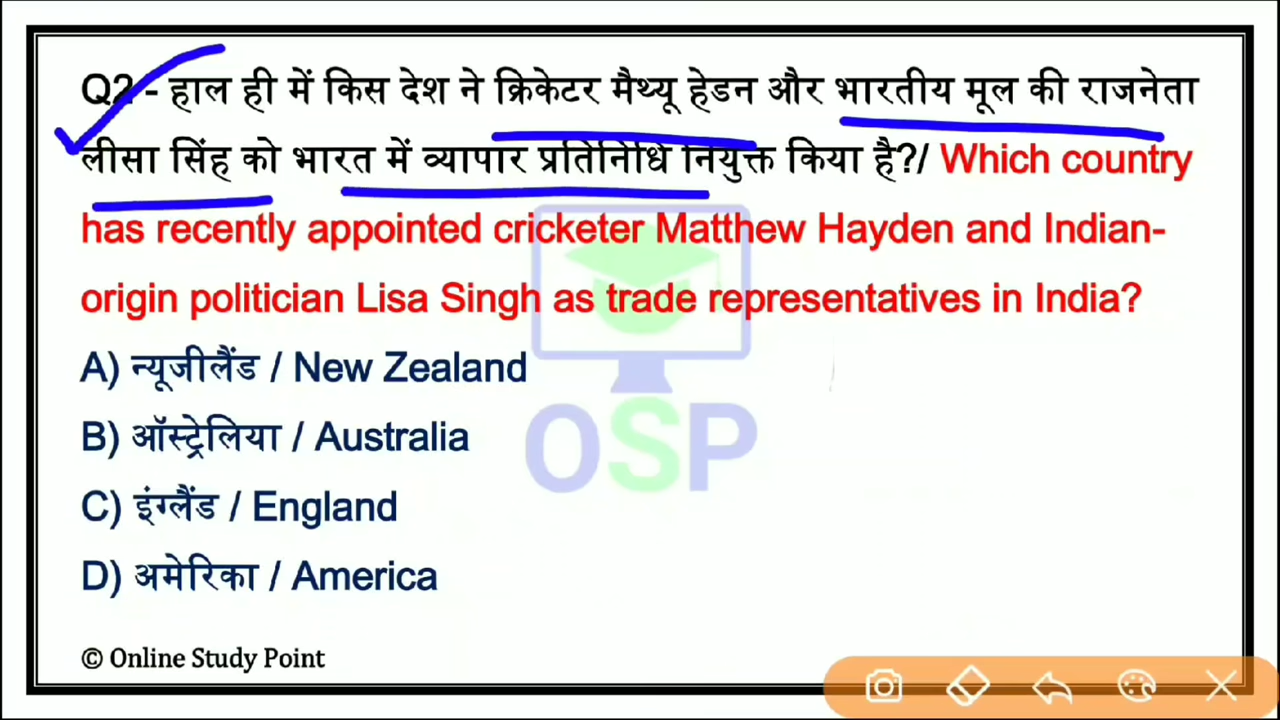 Q2 - हाल ही में किस देश ने क्रिकेटर मैथ्यू हेडन और भारतीय मूल की राजनेता
लीसा सिंह को भारत में व्यापार प्रतिनिधि नियुक्त किया है?/ Which country
has recently appointed cricketer Matthew Hayden and Indian-
origin politician Lisa Singh as trade representatives in India?
A) न्यूजीलैंड / New Zealand
B) ऑस्ट्रेलिया / Australia
C) इंग्लैंड / England
D) अमेरिका / America
OSP
© Online Study Point